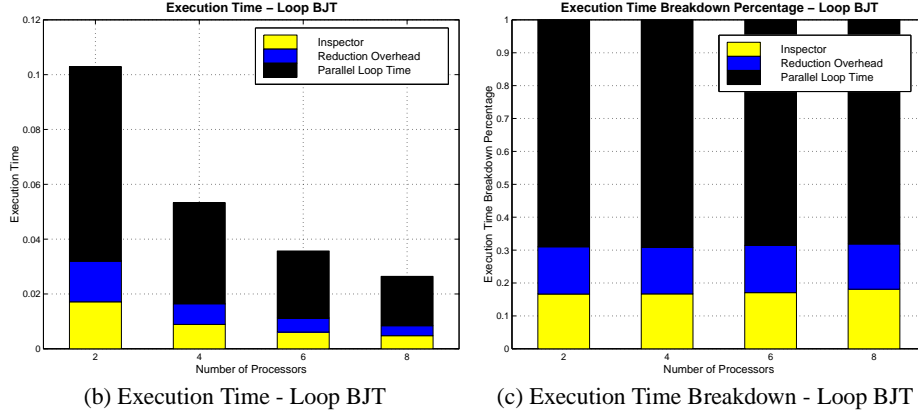 Execution Time – Loop BJT
0.12
0.1
0.08
0.06
0.04
0.02
0
Execution Time
Inspector
Reduction Overhead
Parallel Loop Time
2
4
6
8
Number of Processors
(b) Execution Time - Loop BJT
Execution Time Breakdown Percentage – Loop BJT
1
0.9
0.8
0.7
0.6
0.5
0.4
0.3
0.2
0.1
0
Execution Time Breakdown Percentage
Inspector
Reduction Overhead
Parallel Loop Time
2
4
6
8
Number of Processors
(c) Execution Time Breakdown - Loop BJT